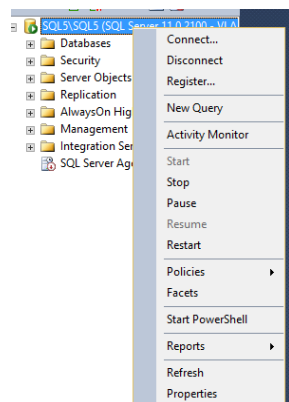 SQL5\SQL5 (SQL Server 11.0.2100 - VLA
Databases
Security
Server Objects
Replication
AlwaysOn Hig
Management
Integration Ser
SQL Server Age
Connect...
Disconnect
Register...
New Query
Activity Monitor
Start
Stop
Pause
Resume
Restart
Policies
Facets
Start PowerShell
Reports
Refresh
Properties